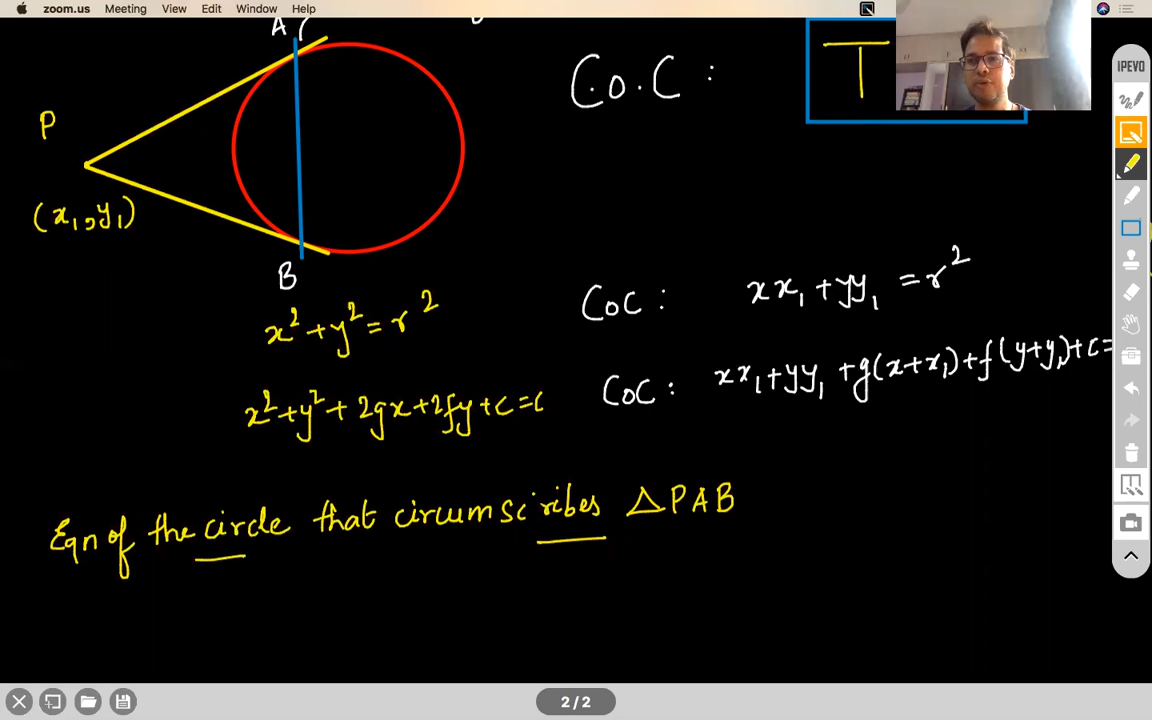 zoom.us Meeting View Edit Window Help
A
C.O.C :
T
IPEVO
P
(x₁,y₁)
B
x²+y²=r²
COC : xx₁+yy₁=r²
x²+y²+2gx+2fy+c=0
COC : xx₁+yy₁+g(x+x₁)+f(y+y₁)+c=
Eqn of the circle that circumscribes △PAB
2/2